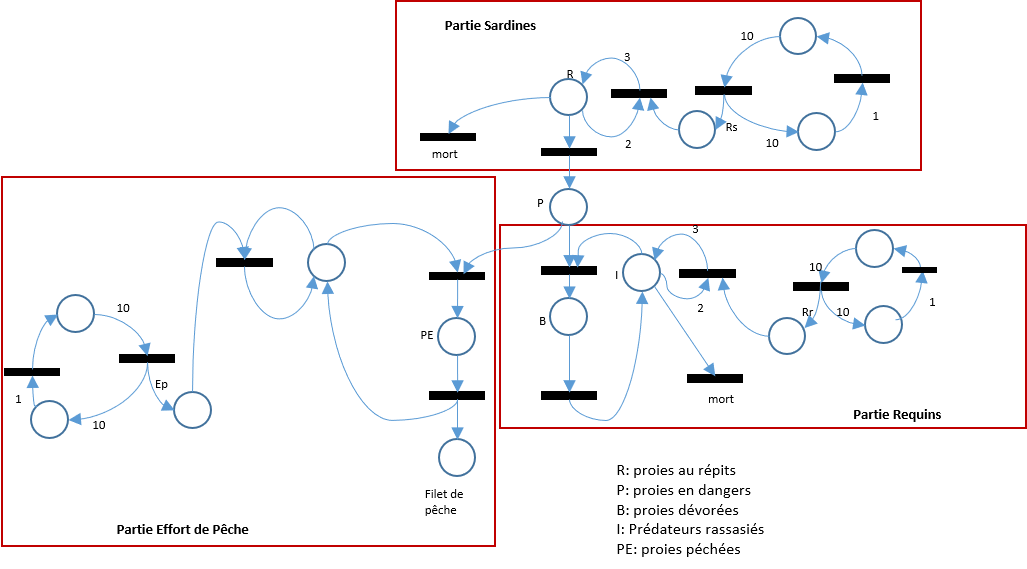 Partie Sardines
10
3
R
1
Rs
2
10
mort
P
3
10
I
10
2
Rr
10
1
B
PE
Ep
1
10
mort
Partie Requins
Filet de
pêche
Partie Effort de Pêche
R: proies au répits
P: proies en dangers
B: proies dévorées
I: Prédateurs rassasiés
PE: proies péchées